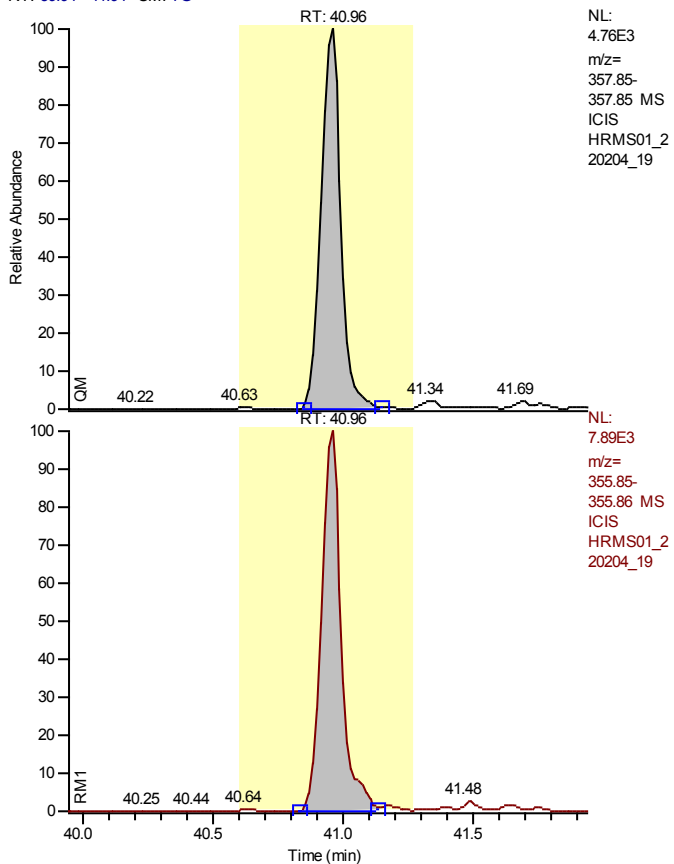 RT: 40.96
NL:
4.76E3
m/z=
357.85-
357.85 MS
ICIS
HRMS01_2
20204_19
100
90
80
70
60
50
40
30
20
10
0
Relative Abundance
QM
40.22
40.63
41.34
41.69
RT: 40.96
NL:
7.89E3
m/z=
355.85-
355.86 MS
ICIS
HRMS01_2
20204_19
100
90
80
70
60
50
40
30
20
10
0
RM1
40.25
40.44
40.64
41.48
40.0
40.5
41.0
41.5
Time (min)